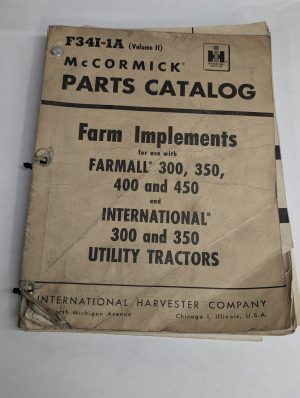 F34I-1A (Volume II)
McCORMICK®
PARTS CATALOG
Farm Implements
for use with
FARMALL® 300, 350,
400 and 450
and
INTERNATIONAL®
300 and 350
UTILITY TRACTORS
INTERNATIONAL HARVESTER COMPANY
North Michigan Avenue Chicago 1, Illinois, U.S.A.